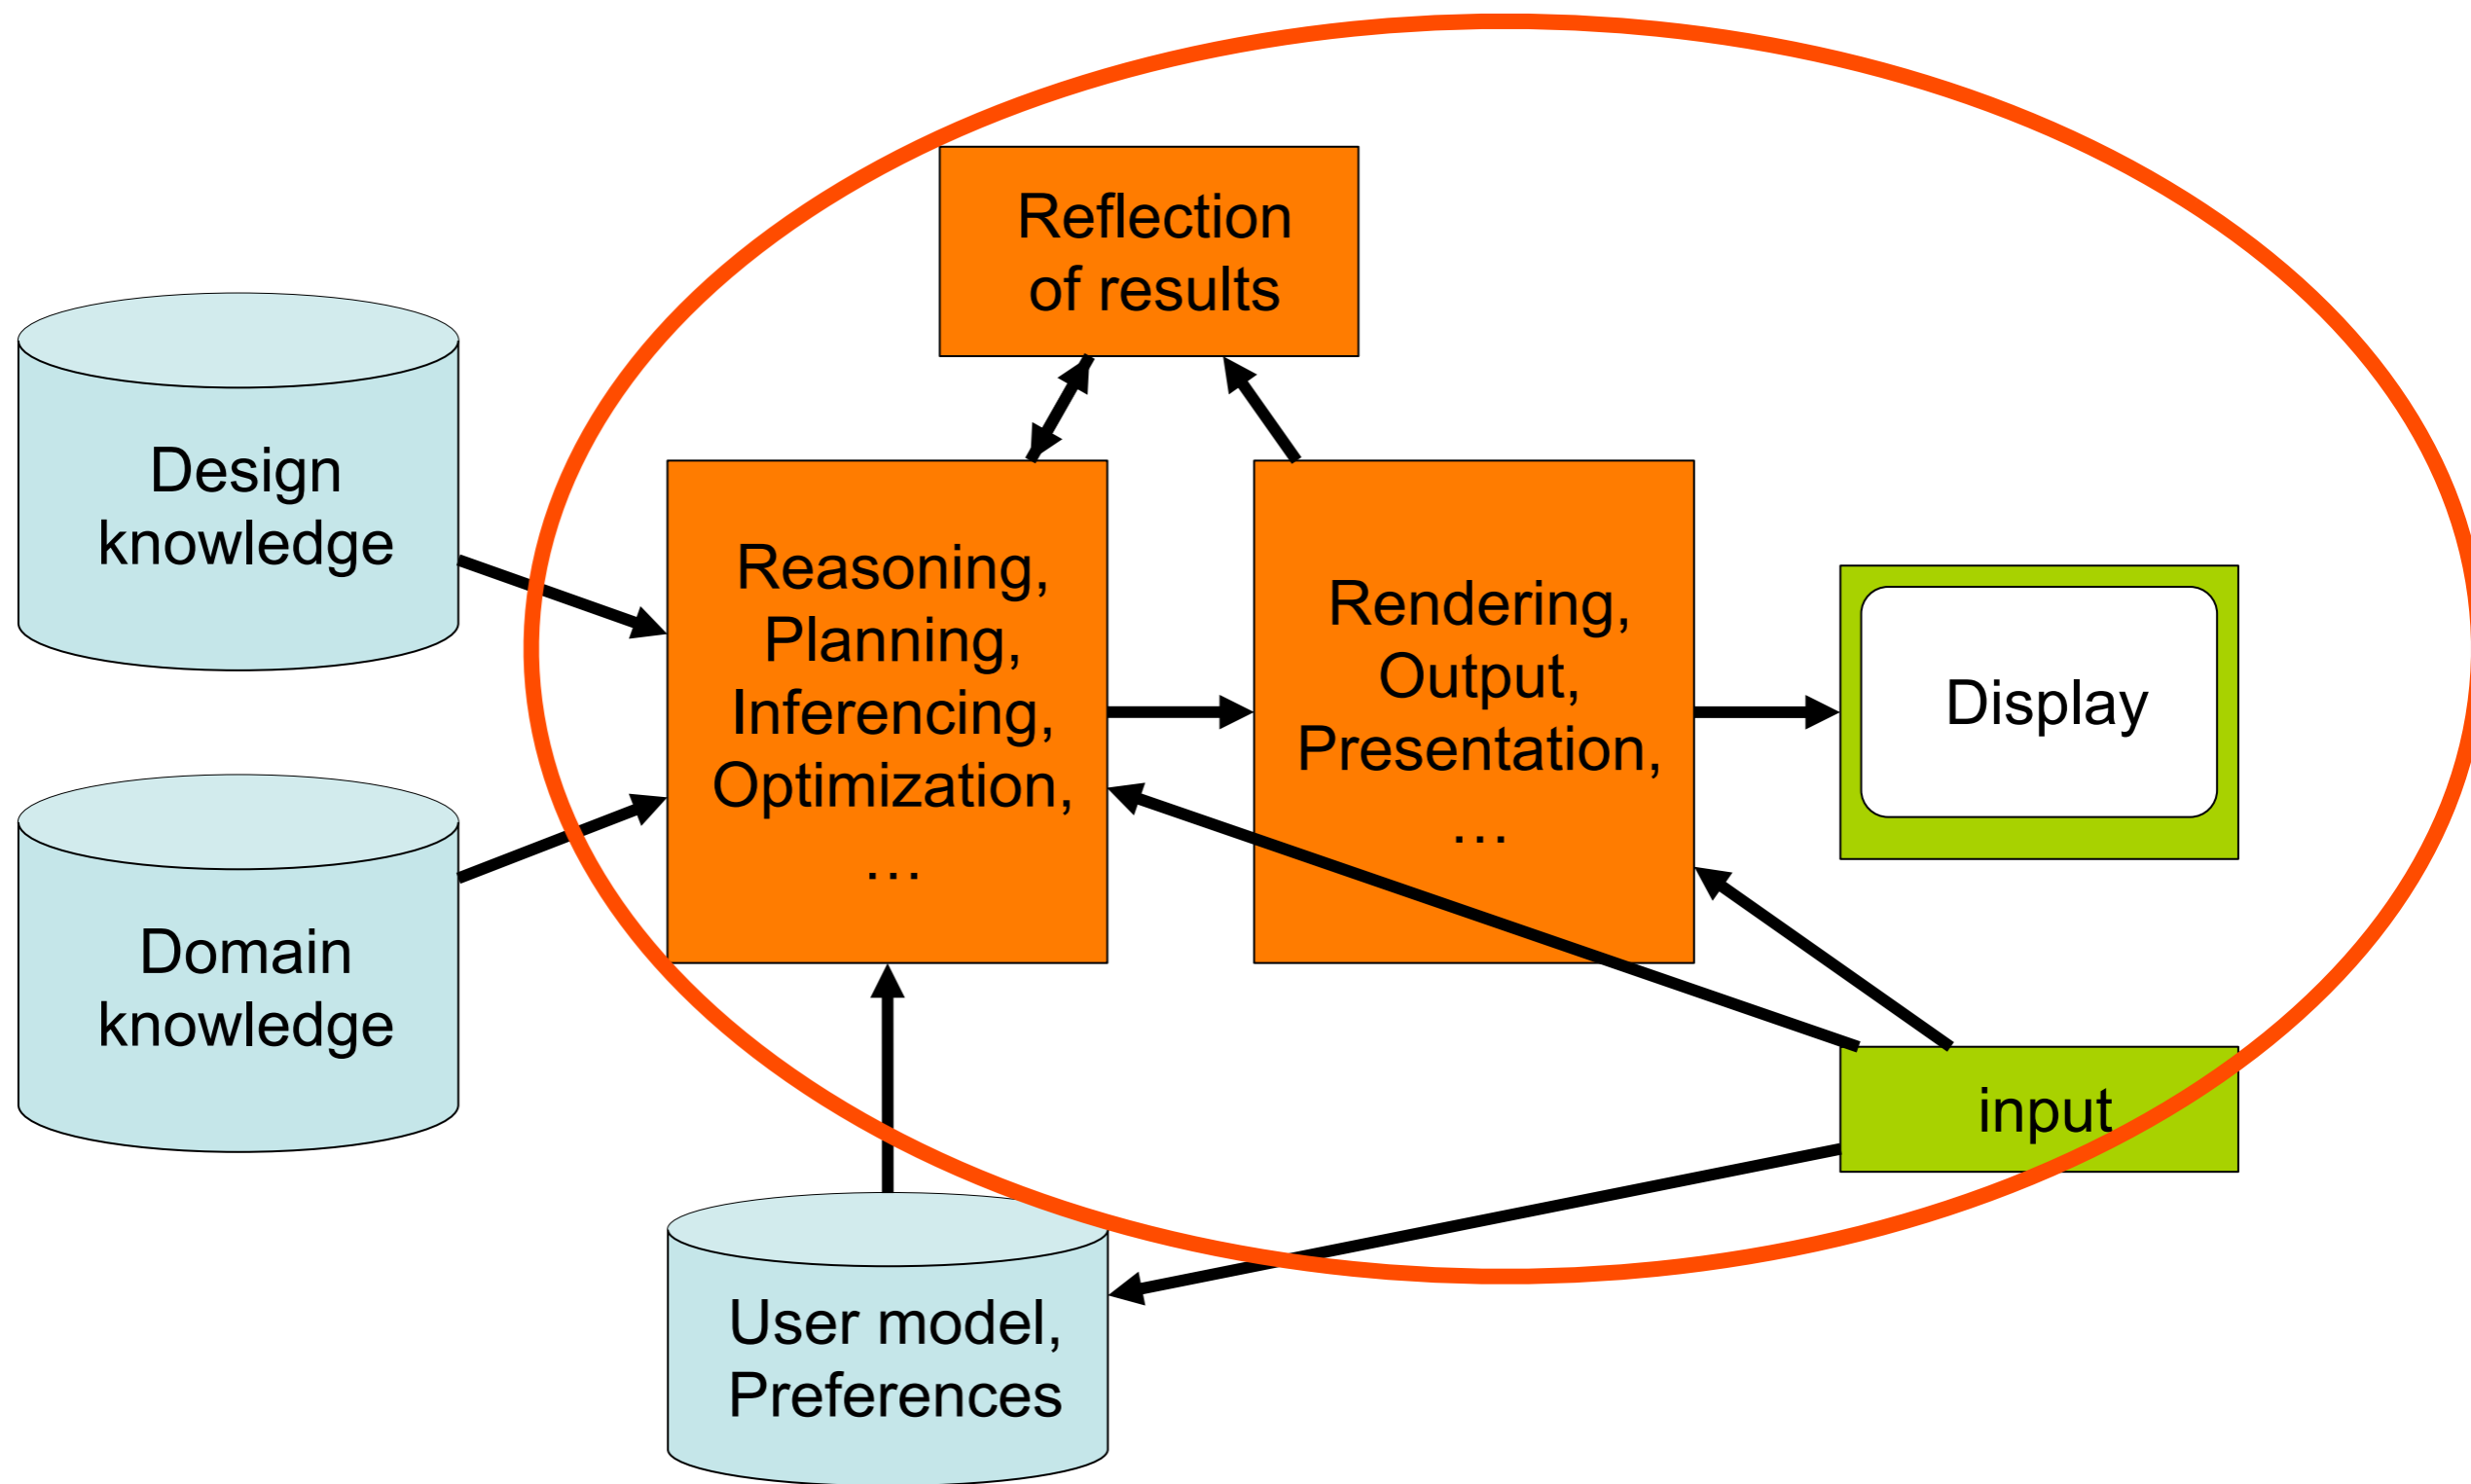 Reflection
of results
Design
knowledge
Reasoning,
Planning,
Inferencing,
Optimization,
…
Rendering,
Output,
Presentation,
…
Display
Domain
knowledge
input
User model,
Preferences